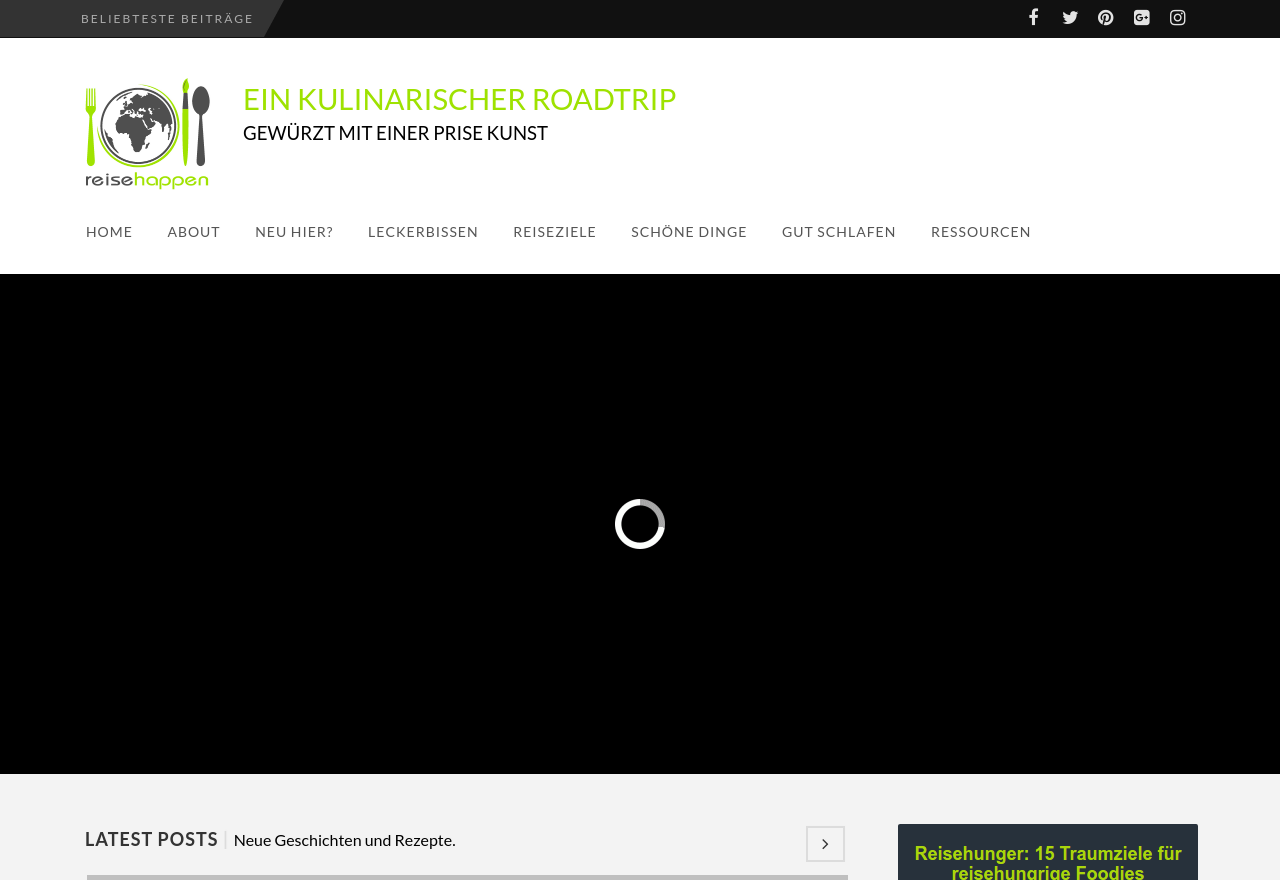 BELIEBTESTE BEITRÄGE
EIN KULINARISCHER ROADTRIP
GEWÜRZT MIT EINER PRISE KUNST
reisehappen
HOME ABOUT NEU HIER? LECKERBISSEN REISEZIELE SCHÖNE DINGE GUT SCHLAFEN RESSOURCEN
LATEST POSTS | Neue Geschichten und Rezepte.
Reisehunger: 15 Traumziele für
reisehungrige Foodies